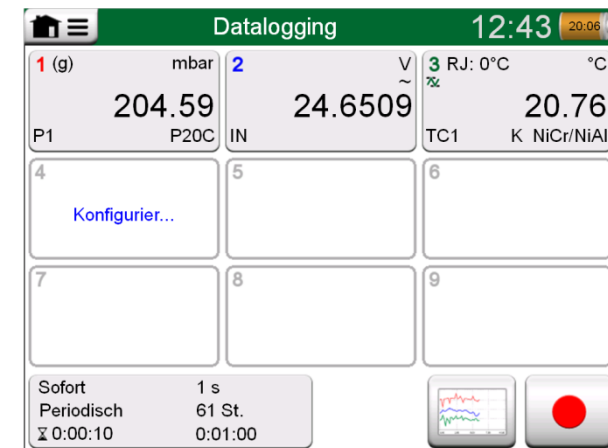 Datalogging 12:43 20:06
1 (g) mbar
204.59
P1 P20C
2 V
~
24.6509
IN
3 RJ: 0°C °C
20.76
TC1 K NiCr/NiAl
4 5 6
Konfigurier...
7 8 9
Sofort 1 s
Periodisch 61 St.
0:00:10 0:01:00